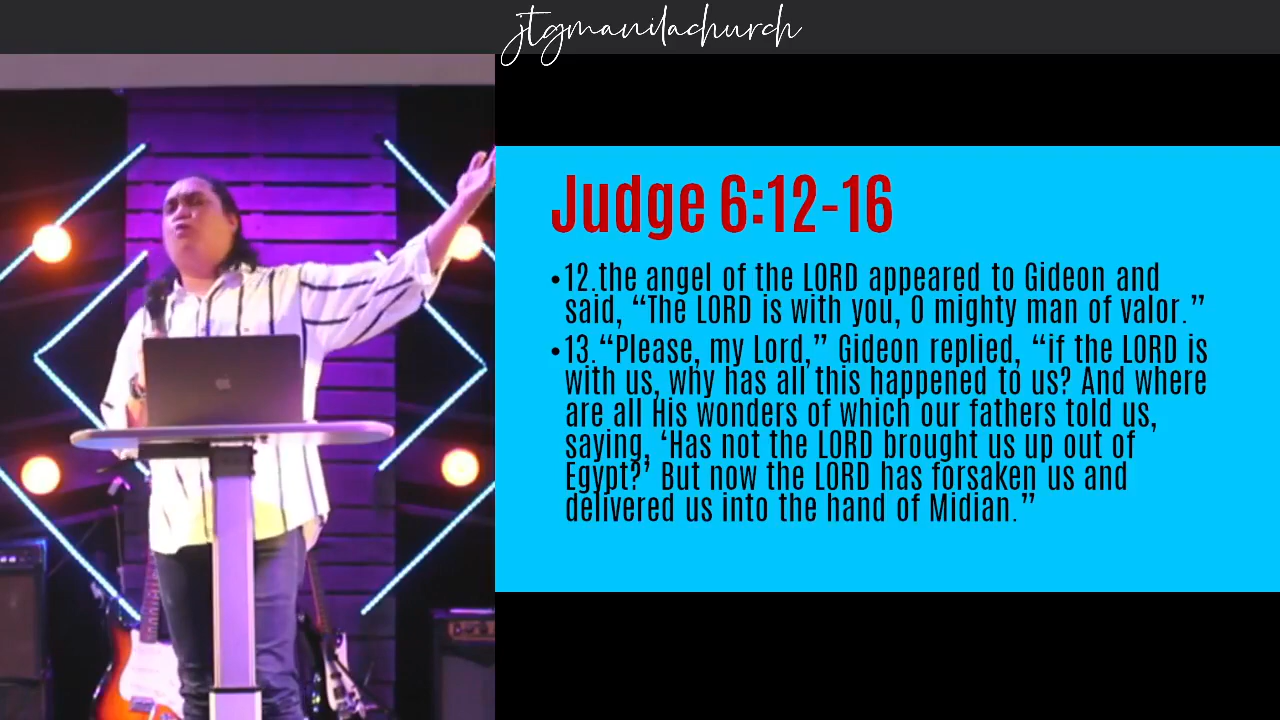 jtgmanilachurch
Judge 6:12-16
•12.the angel of the LORD appeared to Gideon and
said, “The LORD is with you, O mighty man of valor.”
•13.“Please, my Lord,” Gideon replied, “if the LORD is
with us, why has all this happened to us? And where
are all His wonders of which our fathers told us,
saying, ‘Has not the LORD brought us up out of
Egypt?’ But now the LORD has forsaken us and
delivered us into the hand of Midian.”